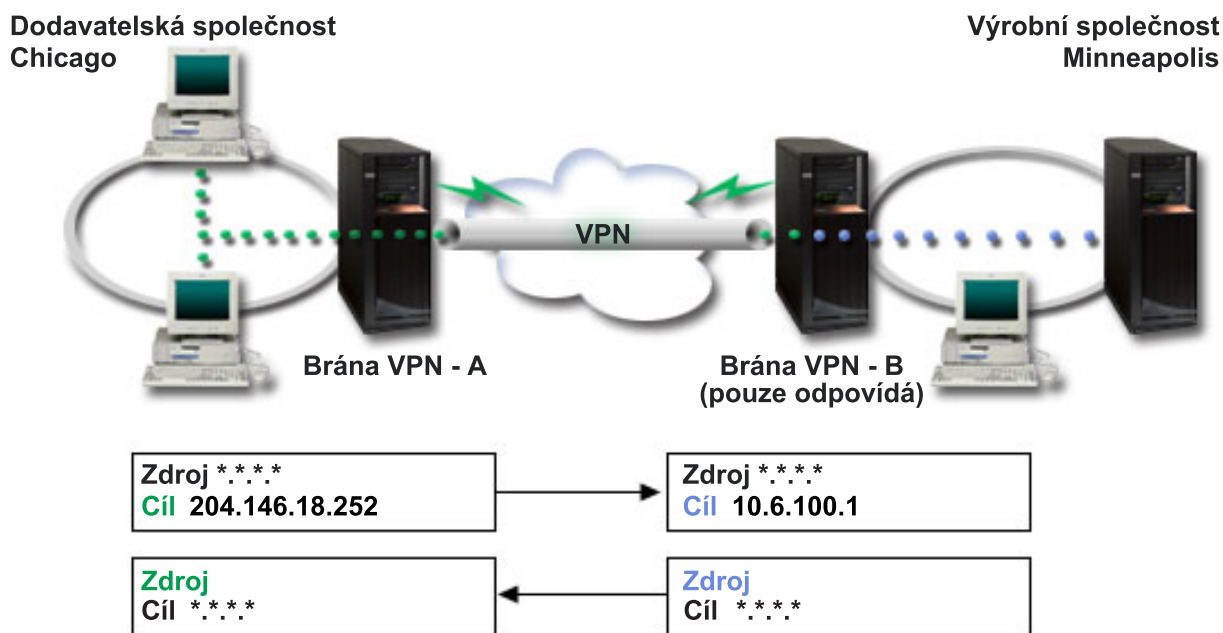 Dodavatelská společnost
Chicago
Výrobní společnost
Minneapolis
VPN
Brána VPN - A
Brána VPN - B
(pouze odpovídá)
Zdroj *.*.*.*
Cíl 204.146.18.252
Zdroj *.*.*.*
Cíl 10.6.100.1
Zdroj
Cíl *.*.*.*
Zdroj
Cíl *.*.*.*